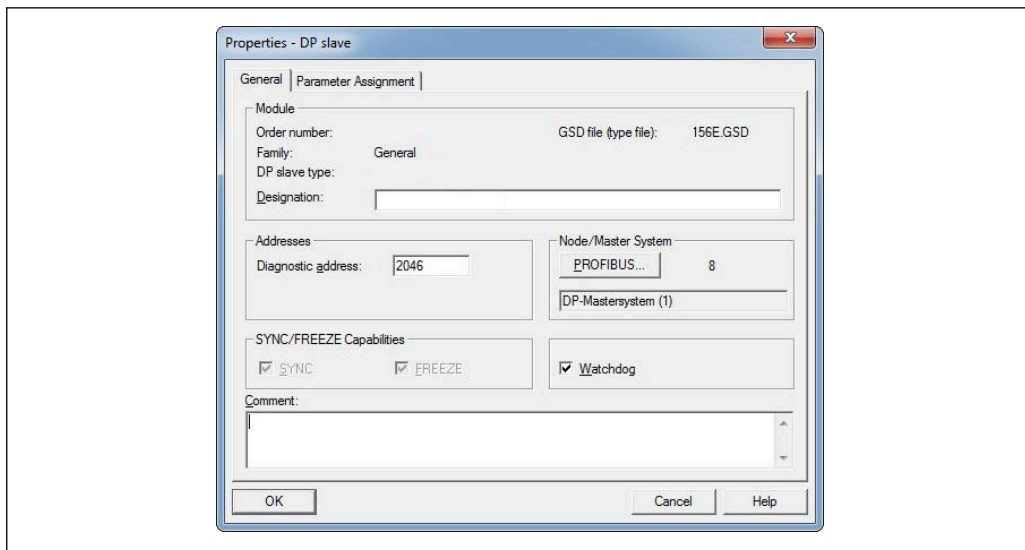 Properties - DP slave
General Parameter Assignment
Module
Order number: GSD file (type file): 156E.GSD
Family: General
DP slave type:
Designation:
Addresses Node/Master System
Diagnostic address: 2046 PROFIBUS... 8
DP-Mastersystem (1)
SYNC/FREEZE Capabilities
SYNC FREEZE Watchdog
Comment:
OK Cancel Help